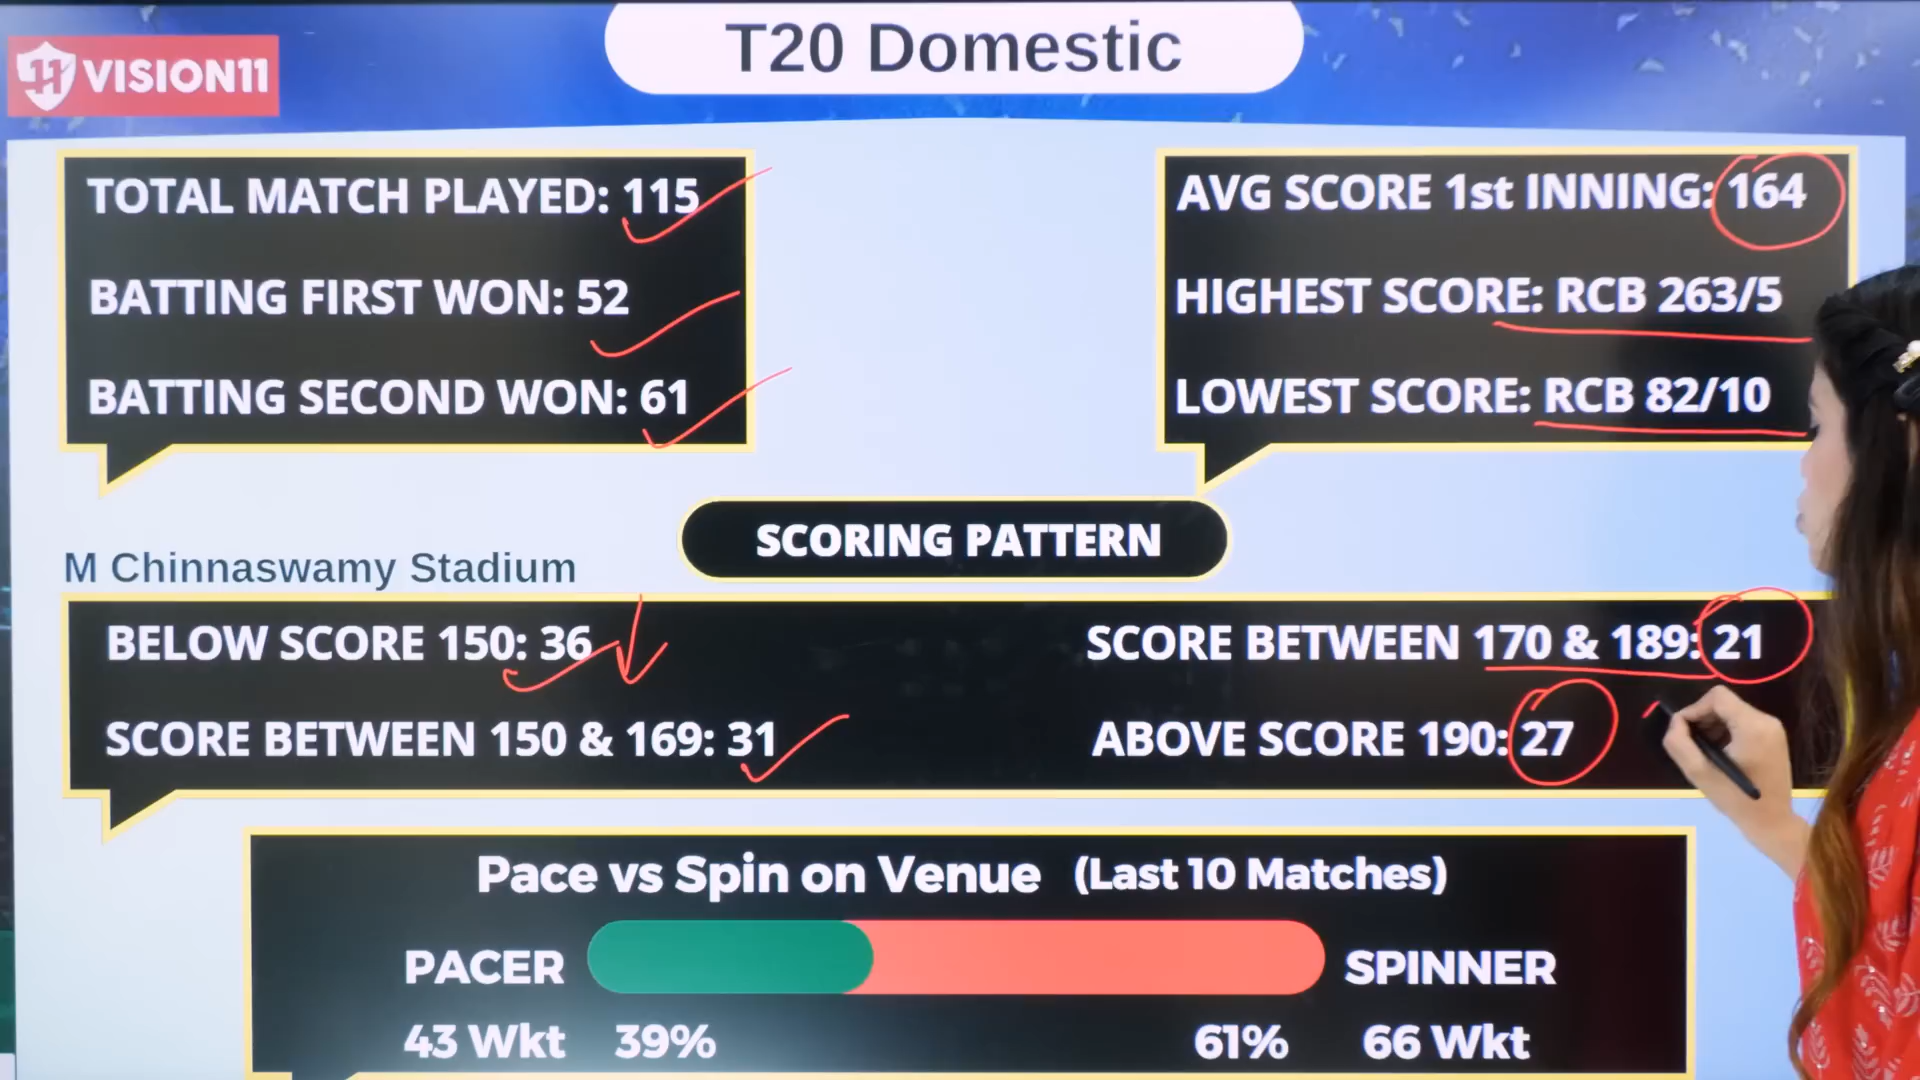 T20 Domestic
VISION11
TOTAL MATCH PLAYED: 115
BATTING FIRST WON: 52
BATTING SECOND WON: 61
AVG SCORE 1st INNING: 164
HIGHEST SCORE: RCB 263/5
LOWEST SCORE: RCB 82/10
SCORING PATTERN
M Chinnaswamy Stadium
BELOW SCORE 150: 36
SCORE BETWEEN 150 & 169: 31
SCORE BETWEEN 170 & 189: 21
ABOVE SCORE 190: 27
Pace vs Spin on Venue (Last 10 Matches)
PACER
SPINNER
43 Wkt 39%
61% 66 Wkt